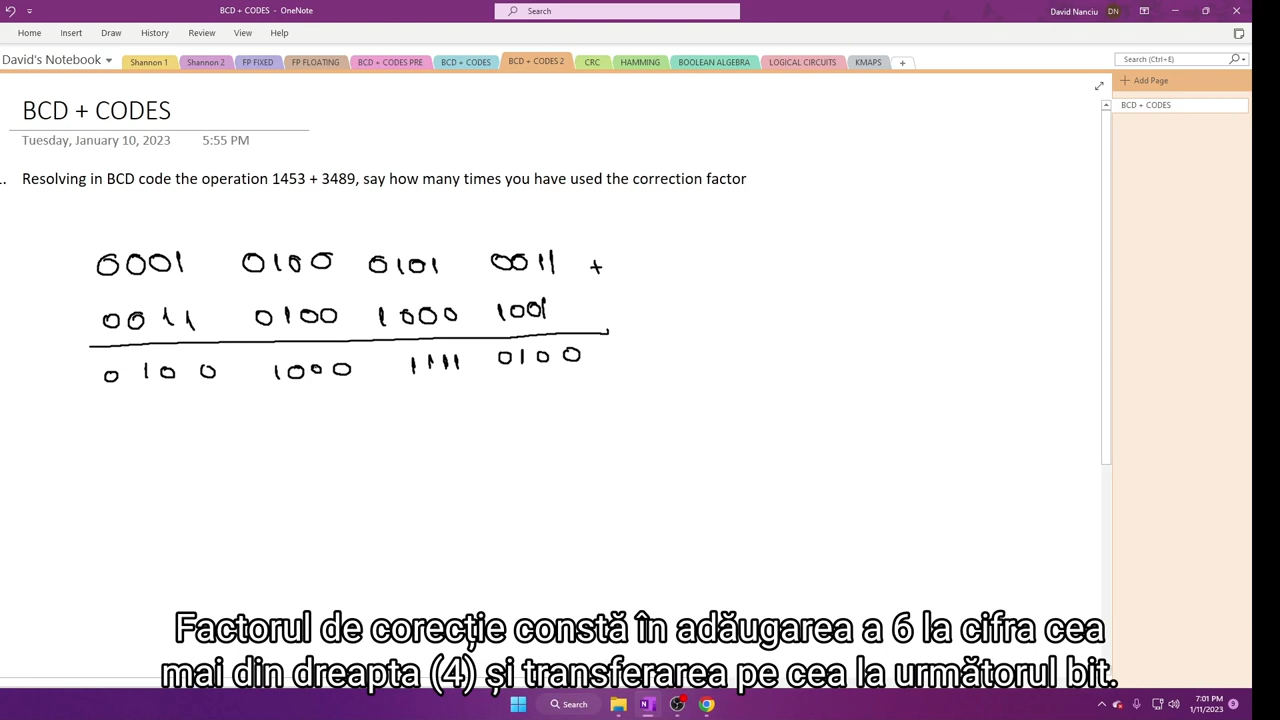 BCD + CODES - OneNote
Search
David Nanciu DN
Home Insert Draw History Review View Help
David's Notebook Shannon 1 Shannon 2 FP FIXED FP FLOATING BCD + CODES PRE BCD + CODES BCD + CODES 2 CRC HAMMING BOOLEAN ALGEBRA LOGICAL CIRCUITS KMAPS + Search (Ctrl+E)
Add Page
BCD + CODES
BCD + CODES
Tuesday, January 10, 2023 5:55 PM
. Resolving in BCD code the operation 1453 + 3489, say how many times you have used the correction factor
0001 0100 0101 0011 +
0011 0100 1000 1001
0100 1000 1111 0100
Factorul de corecție constă în adăugarea a 6 la cifra cea
mai din dreapta (4) și transferarea pe cea la următorul bit.
Search
7:01 PM
1/11/2023